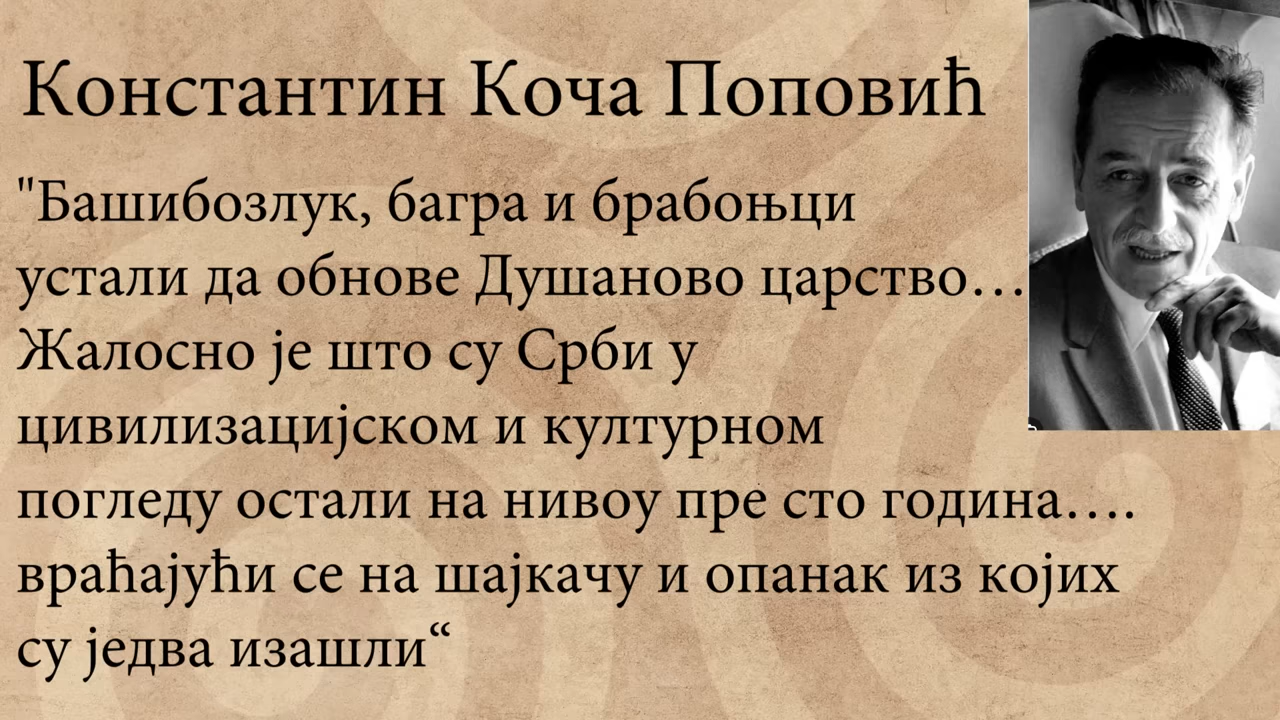 Константин Коча Поповић
"Башибозлук, багра и брабоњци
устали да обнове Душаново царство…
Жалосно је што су Срби у
цивилизацијском и културном
погледу остали на нивоу пре сто година….
враћајући се на шајкачу и опанак из којих
су једва изашли“